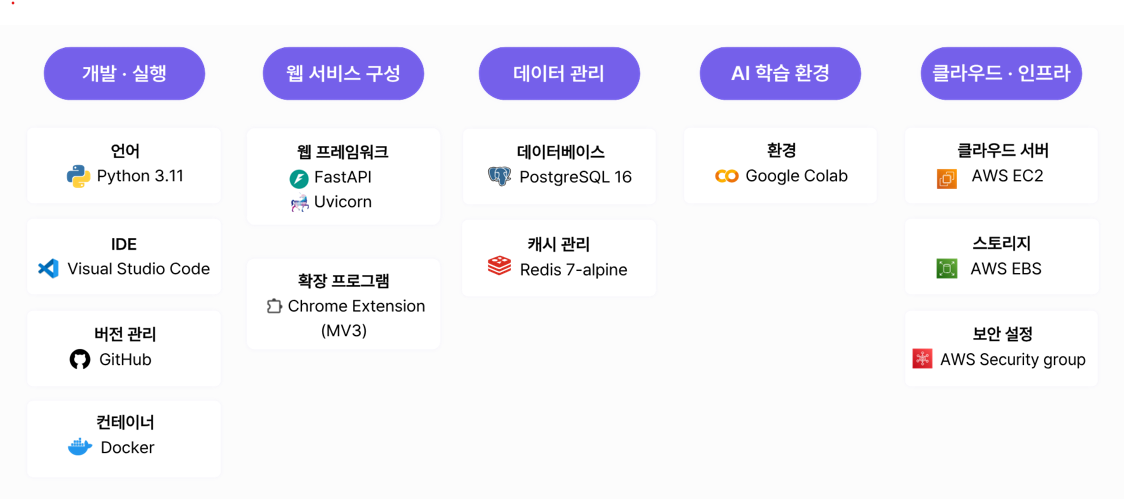 개발 · 실행
언어
Python 3.11
IDE
Visual Studio Code
버전 관리
GitHub
컨테이너
Docker
웹 서비스 구성
웹 프레임워크
FastAPI
Uvicorn
확장 프로그램
Chrome Extension
(MV3)
데이터 관리
데이터베이스
PostgreSQL 16
캐시 관리
Redis 7-alpine
AI 학습 환경
환경
Google Colab
클라우드 · 인프라
클라우드 서버
AWS EC2
스토리지
AWS EBS
보안 설정
AWS Security group